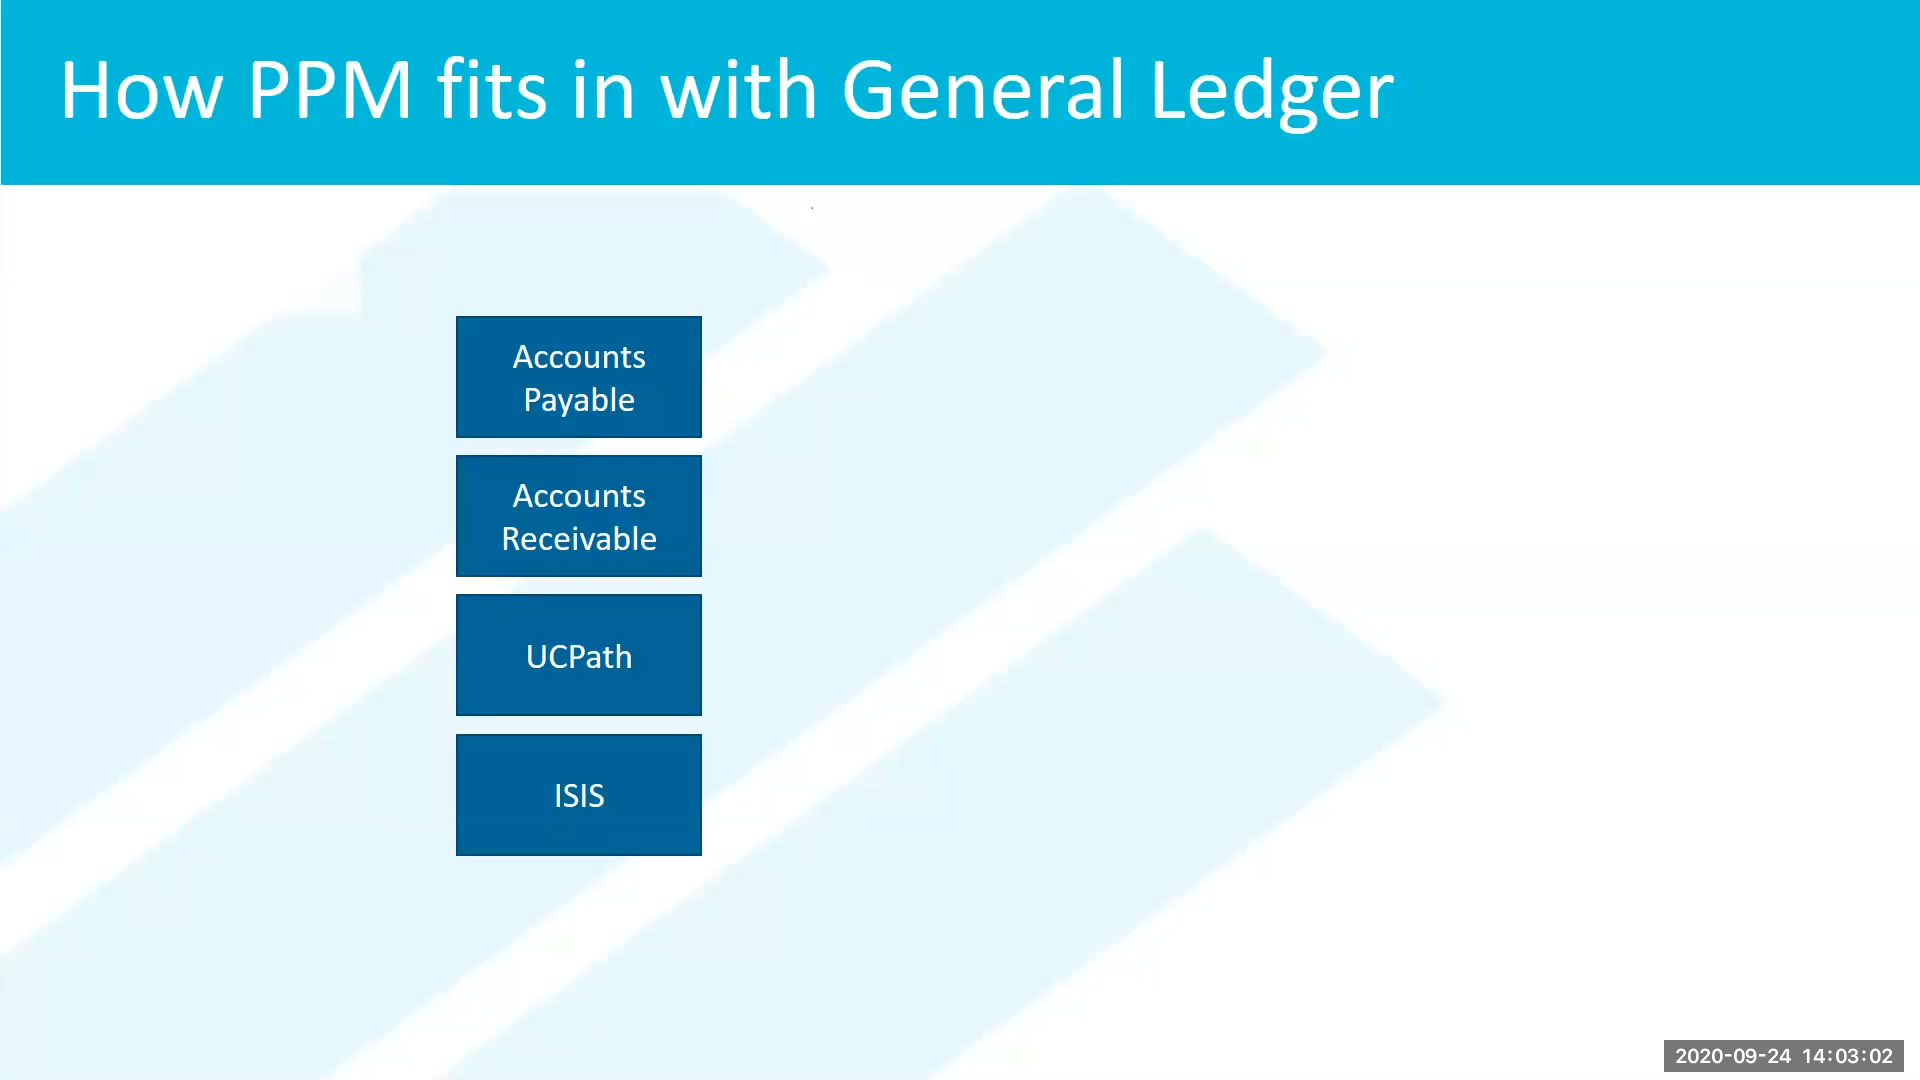 How PPM fits in with General Ledger
Accounts
Payable
Accounts
Receivable
UCPath
ISIS
2020-09-24 14:03:02